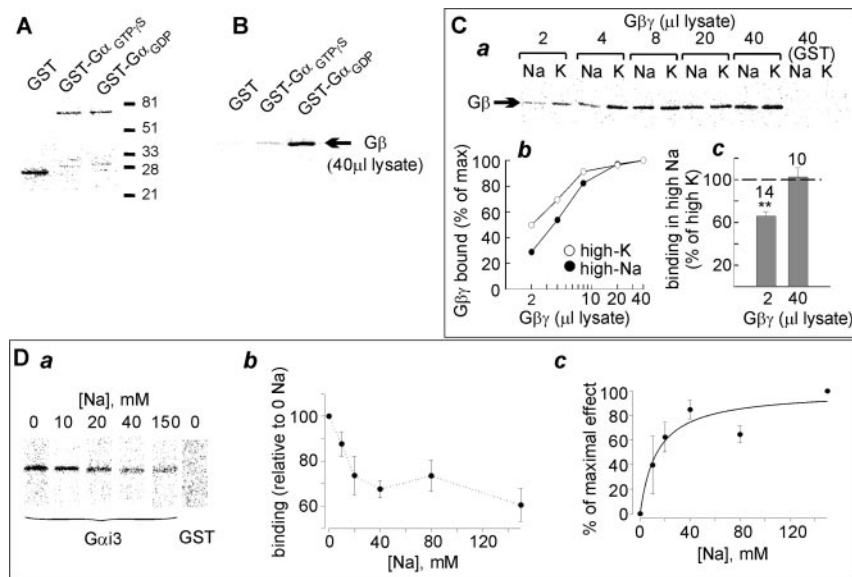 A
GST
GST-Gα GTPγS
GST-GαGDP
81
51
33
28
21
B
GST
GST-Gα GTPγS
GST-GαGDP
Gβ
(40μl lysate)
C
Gβγ (μl lysate)
a
2 4 8 20 40 40
(GST)
Na K Na K Na K Na K Na K Na K
Gβ
b
Gβγ bound (% of max)
100
80
60
40
20
0
high-K
high-Na
2 10 20 40
Gβγ (μl lysate)
c
binding in high Na
(% of high K)
100
80
60
40
20
14
**
10
2 40
Gβγ (μl lysate)
D
a
[Na], mM
0 10 20 40 150 0
Gαi3 GST
b
binding (relative to 0 Na)
100
80
60
0 40 80 120
[Na], mM
c
% of maximal effect
100
80
60
40
20
0
0 40 80 120
[Na], mM